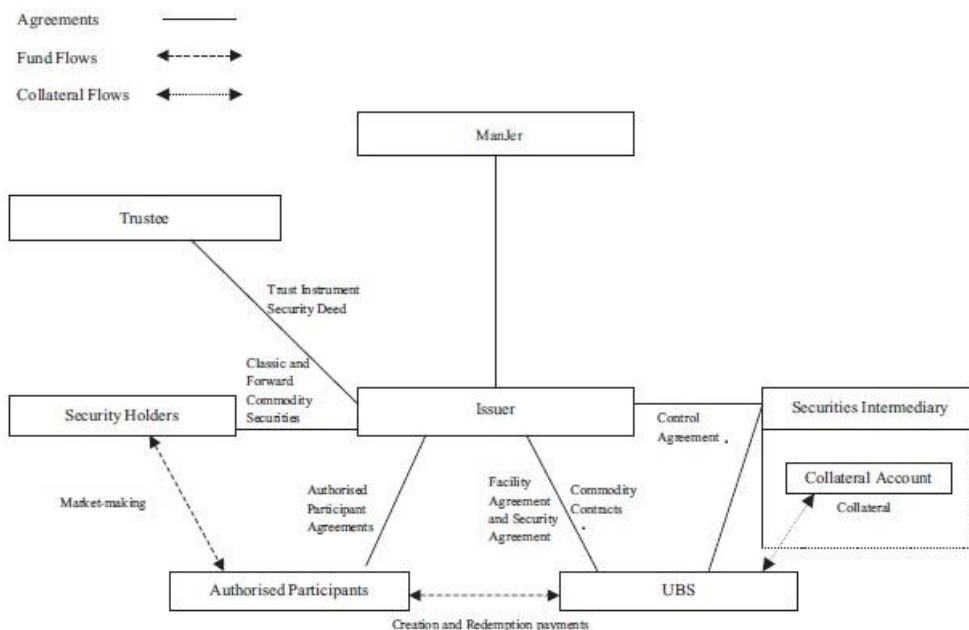 Agreements
Fund Flows
Collateral Flows
ManJer
Trustee
Trust Instrument
Security Deed
Classic and
Forward
Commodity
Securities
Security Holders
Issuer
Securities Intermediary
Control
Agreement
Collateral Account
Collateral
Market-making
Authorised
Participant
Agreements
Facility
Agreement
and Security
Agreement
Commodity
Contracts
Authorised Participants
UBS
Creation and Redemption payments